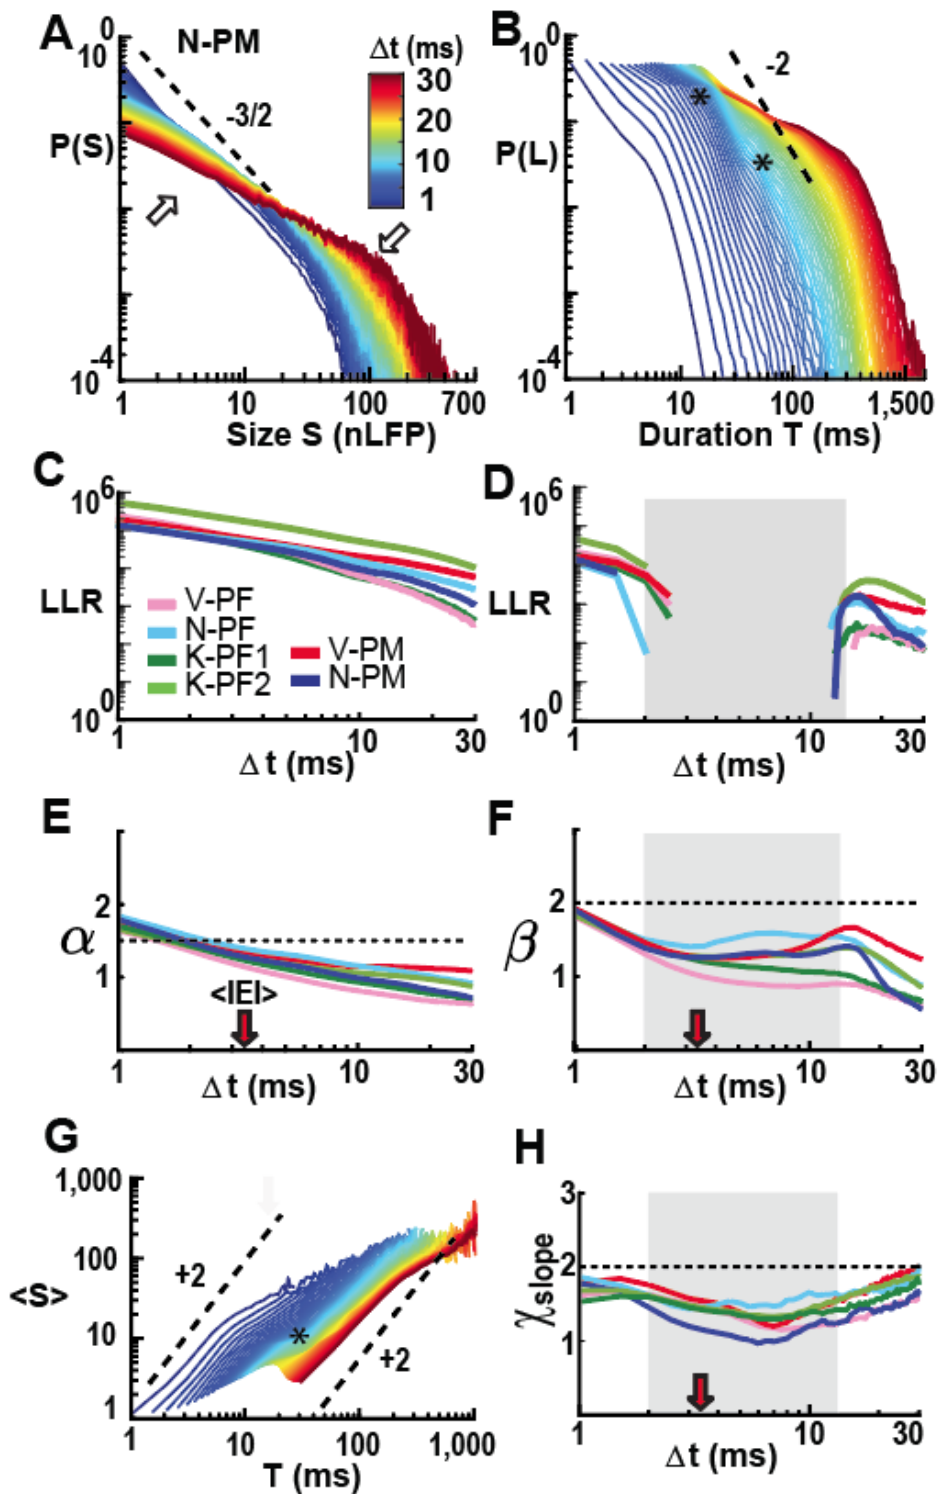 A
N-PM
Δt (ms)
30
20
10
1
10^0
P(S)
-3/2
10^-4
1
10
100
700
Size S (nLFP)
B
10^0
P(L)
-2
*
*
10^-4
1
10
100
1,500
Duration T (ms)
C
10^6
LLR
10^0
V-PF
N-PF
K-PF1
K-PF2
V-PM
N-PM
1
10
30
Δt (ms)
D
10^6
LLR
10^0
1
10
30
Δt (ms)
E
2
α
1
<IEI>
1
10
30
Δt (ms)
F
2
β
1
1
10
30
Δt (ms)
G
1,000
100
<S>
10
1
+2
*
+2
1
10
100
1,000
T (ms)
H
3
2
χslope
1
1
10
30
Δt (ms)